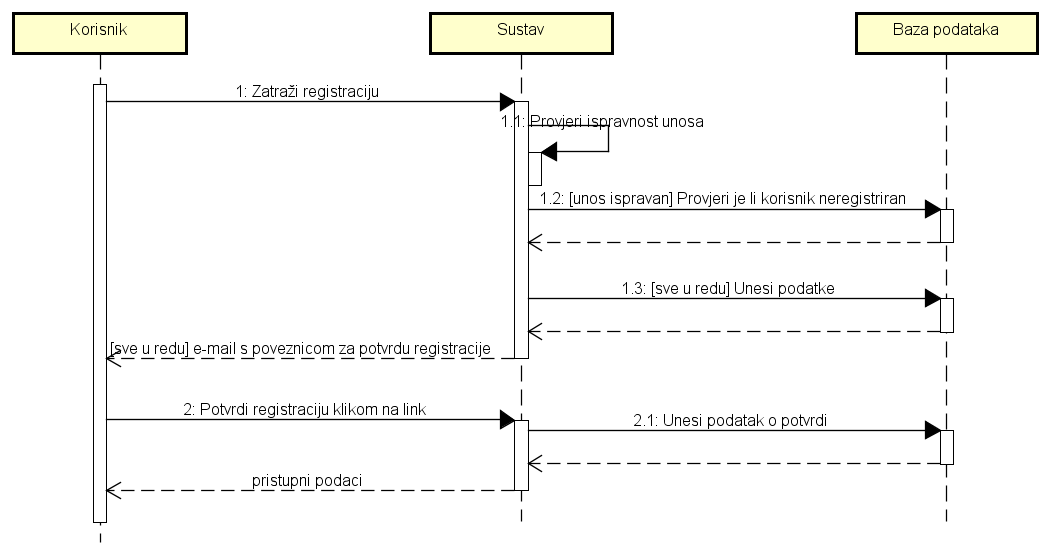 Korisnik
Sustav
Baza podataka
1: Zatraži registraciju
1.1: Provjeri ispravnost unosa
1.2: [unos ispravan] Provjeri je li korisnik neregistriran
1.3: [sve u redu] Unesi podatke
[sve u redu] e-mail s poveznicom za potvrdu registracije
2: Potvrdi registraciju klikom na link
2.1: Unesi podatak o potvrdi
pristupni podaci